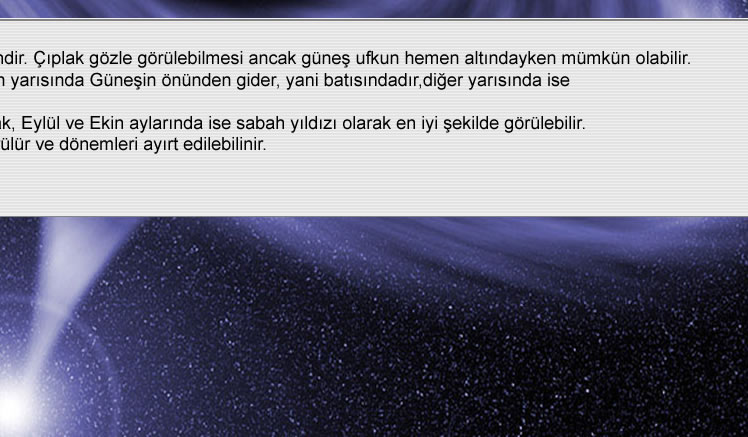 ndir. Çıplak gözle görülebilmesi ancak güneş ufkun hemen altındayken mümkün olabilir.
yarısında Güneşin önünden gider, yani batısındadır,diğer yarısında ise
k, Eylül ve Ekin aylarında ise sabah yıldızı olarak en iyi şekilde görülebilir.
ülür ve dönemleri ayırt edilebilinir.